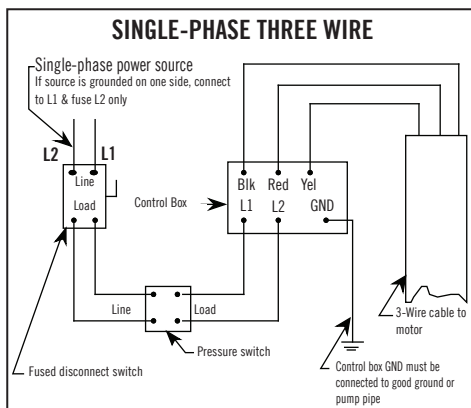 SINGLE-PHASE THREE WIRE
Single-phase power source
If source is grounded on one side, connect
to L1 & fuse L2 only
L2 L1
Line
Load
Control Box
Blk Red Yel
L1 L2 GND
Line
Load
Pressure switch
Fused disconnect switch
3-Wire cable to
motor
Control box GND must be
connected to good ground or
pump pipe